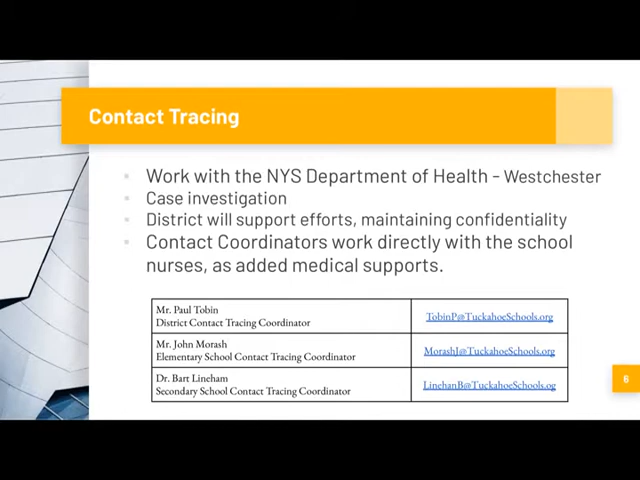 Contact Tracing
Work with the NYS Department of Health - Westchester
Case investigation
District will support efforts, maintaining confidentiality
Contact Coordinators work directly with the school
nurses, as added medical supports.
Mr. Paul Tobin
District Contact Tracing Coordinator
TobinP@TuckahoeSchools.org
Mr. John Morash
Elementary School Contact Tracing Coordinator
MorashJ@TuckahoeSchools.org
Dr. Bart Lineham
Secondary School Contact Tracing Coordinator
LinehanB@TuckahoeSchools.og
8